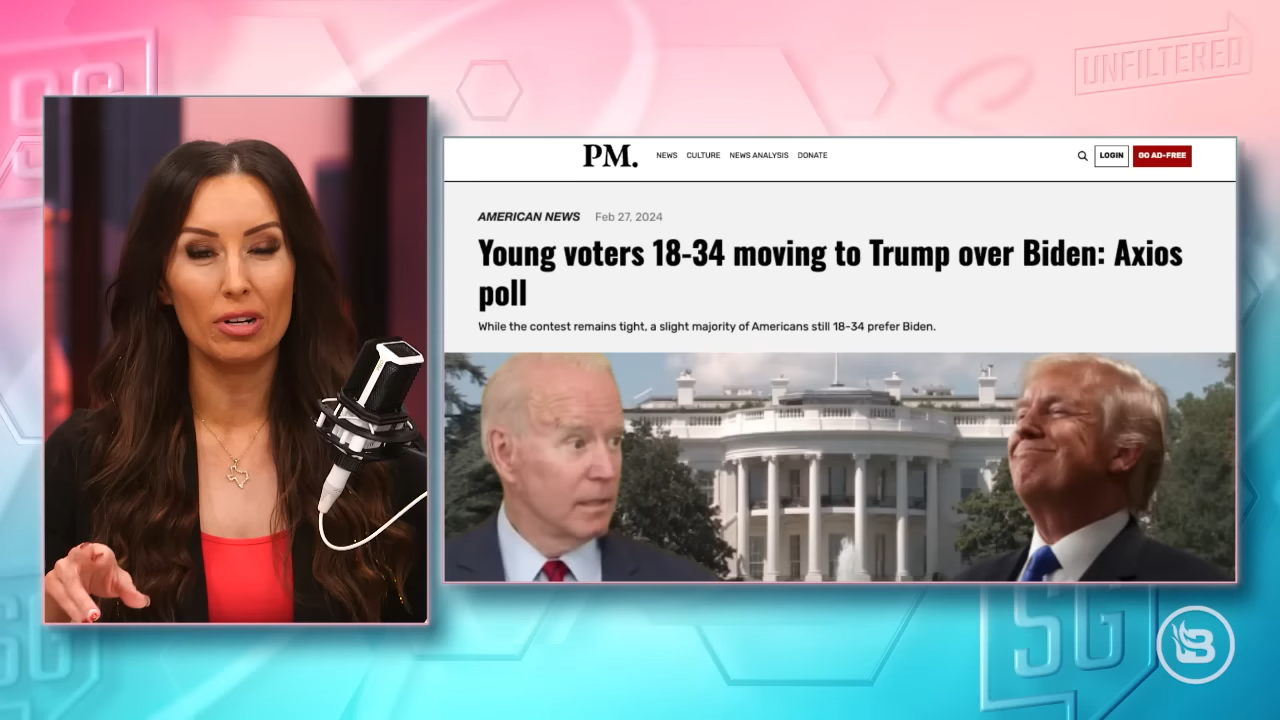 SG
UNFILTERED
PM.
NEWS CULTURE NEWS ANALYSIS DONATE
LOGIN
GO AD-FREE
AMERICAN NEWS Feb 27, 2024
Young voters 18-34 moving to Trump over Biden: Axios
poll
While the contest remains tight, a slight majority of Americans still 18-34 prefer Biden.
SG
SG
B